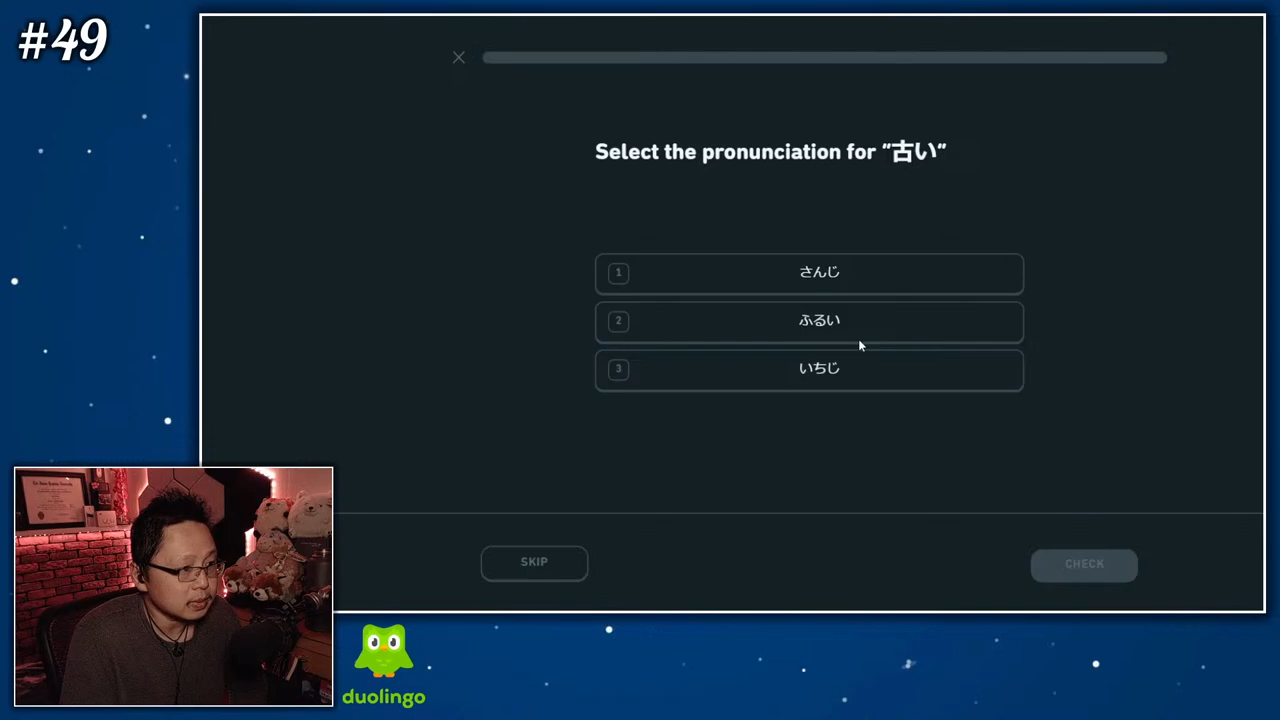 #49
Select the pronunciation for "古い"
1 さんじ
2 ふるい
3 いちじ
SKIP
CHECK
duolingo